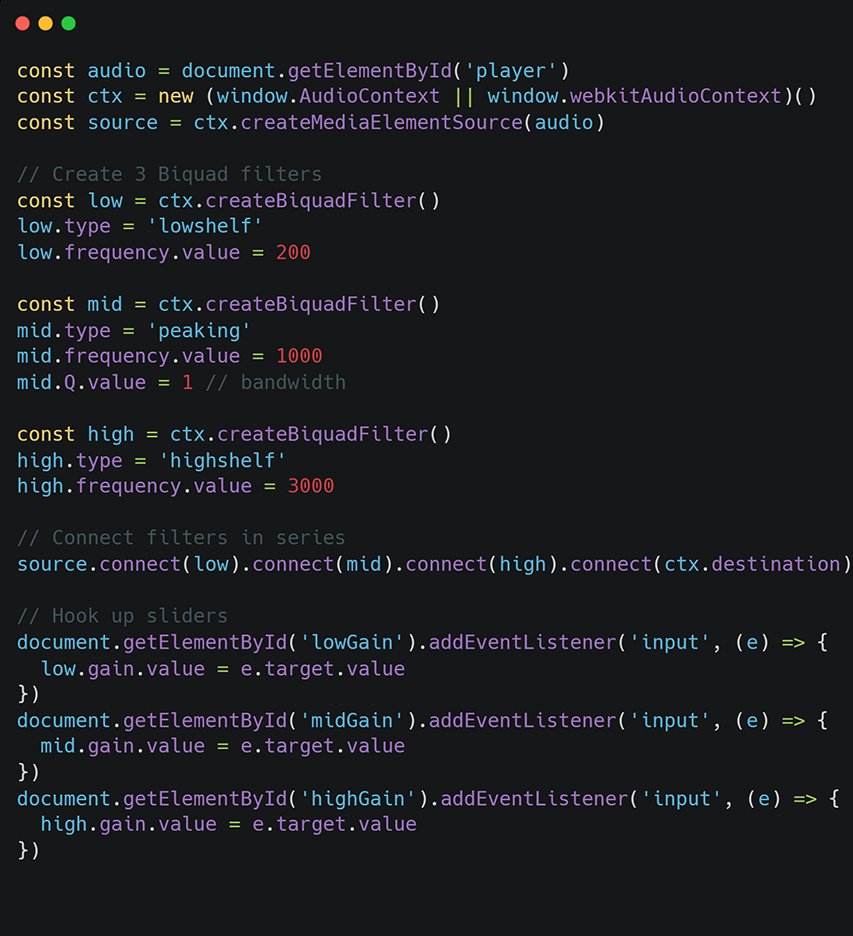 const audio = document.getElementById('player')
const ctx = new (window.AudioContext || window.webkitAudioContext)()
const source = ctx.createMediaElementSource(audio)

// Create 3 Biquad filters
const low = ctx.createBiquadFilter()
low.type = 'lowshelf'
low.frequency.value = 200

const mid = ctx.createBiquadFilter()
mid.type = 'peaking'
mid.frequency.value = 1000
mid.Q.value = 1 // bandwidth

const high = ctx.createBiquadFilter()
high.type = 'highshelf'
high.frequency.value = 3000

// Connect filters in series
source.connect(low).connect(mid).connect(high).connect(ctx.destination)

// Hook up sliders
document.getElementById('lowGain').addEventListener('input', (e) => {
  low.gain.value = e.target.value
})
document.getElementById('midGain').addEventListener('input', (e) => {
  mid.gain.value = e.target.value
})
document.getElementById('highGain').addEventListener('input', (e) => {
  high.gain.value = e.target.value
})